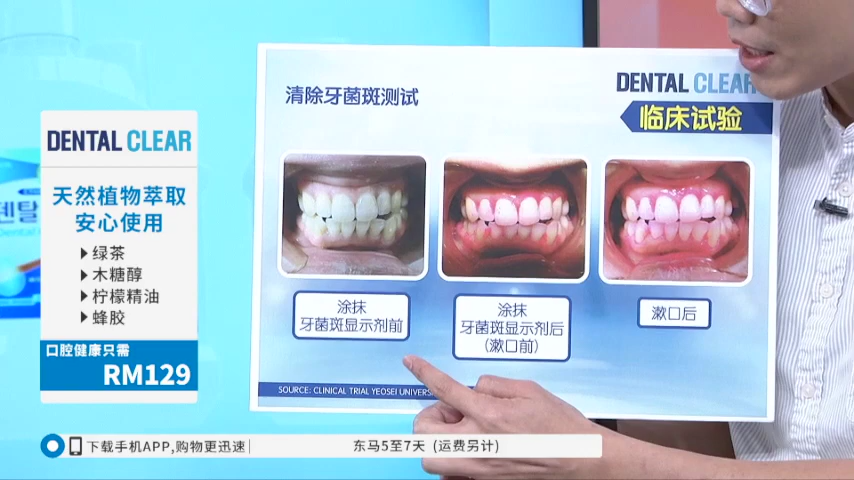 DENTAL CLEAR
天然植物萃取
安心使用
绿茶
木糖醇
柠檬精油
蜂胶
口腔健康只需
RM129
清除牙菌斑测试
DENTAL CLEAR
临床试验
涂抹
牙菌斑显示剂前
涂抹
牙菌斑显示剂后
(漱口前)
漱口后
SOURCE: CLINICAL TRIAL YEOSEI
下载手机APP,购物更迅速
东马5至7天 (运费另计)